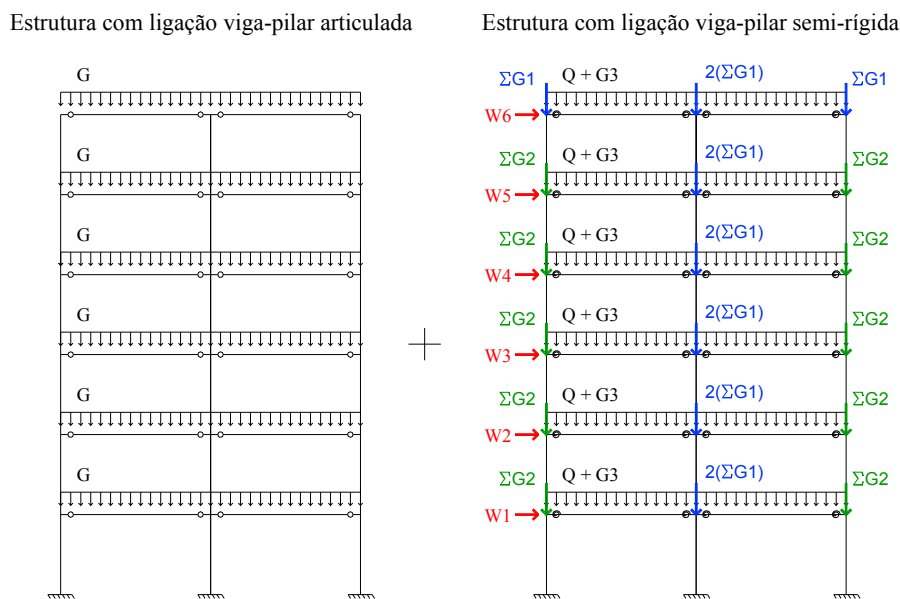 Estrutura com ligação viga-pilar articulada
Estrutura com ligação viga-pilar semi-rígida
G
G
G
G
G
G
ΣG1
Q + G3
2(ΣG1)
ΣG1
W6
ΣG2
Q + G3
2(ΣG1)
ΣG2
W5
ΣG2
Q + G3
2(ΣG1)
ΣG2
W4
ΣG2
Q + G3
2(ΣG1)
ΣG2
+
W3
ΣG2
Q + G3
2(ΣG1)
ΣG2
W2
ΣG2
Q + G3
2(ΣG1)
ΣG2
W1